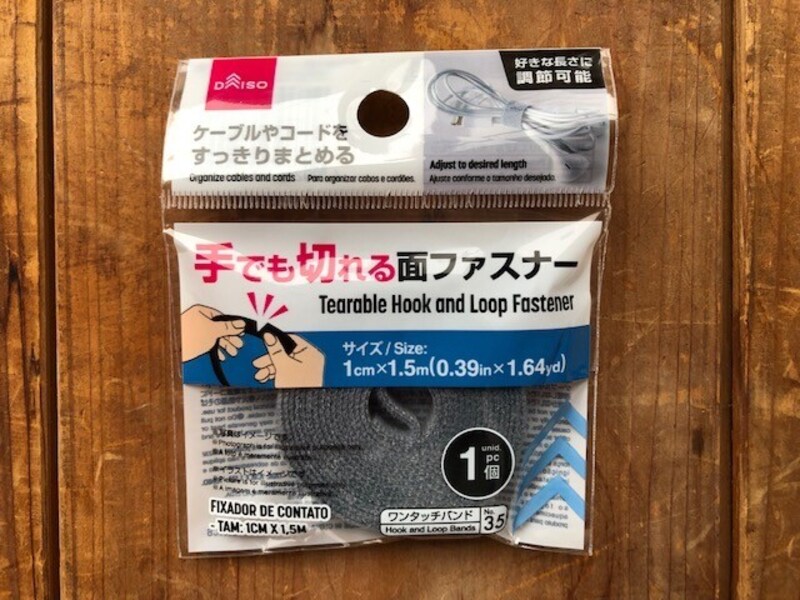 DAISO
好きな長さに
調節可能
ケーブルやコードを
すっきりまとめる
Organize cables and cords
Para organizar cabos e cordões.
Adjust to desired length
Ajuste conforme o tamanho desejado.
手でも切れる面ファスナー
Tearable Hook and Loop Fastener
サイズ / Size:
1cm×1.5m(0.39in×1.64yd)
unid.
1 pc
個
FIXADOR DE CONTATO
- TAM: 1CM X 1,5M
ワンタッチバンド
Hook and Loop Bands
No.
35